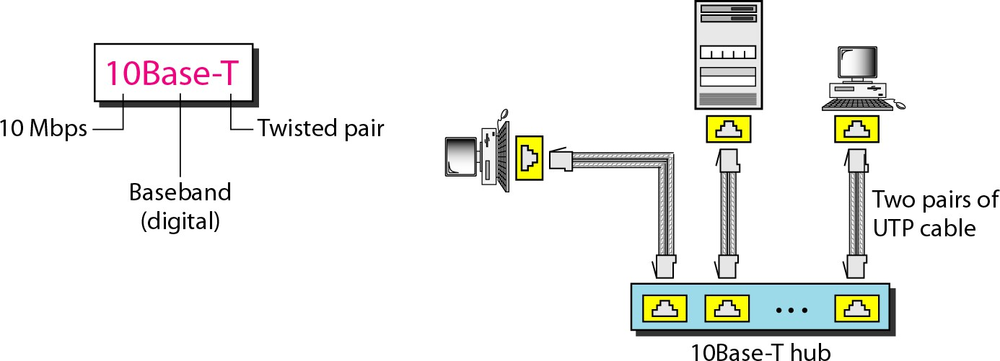 10Base-T
10 Mbps
Twisted pair
Baseband
(digital)
Two pairs of
UTP cable
...
10Base-T hub